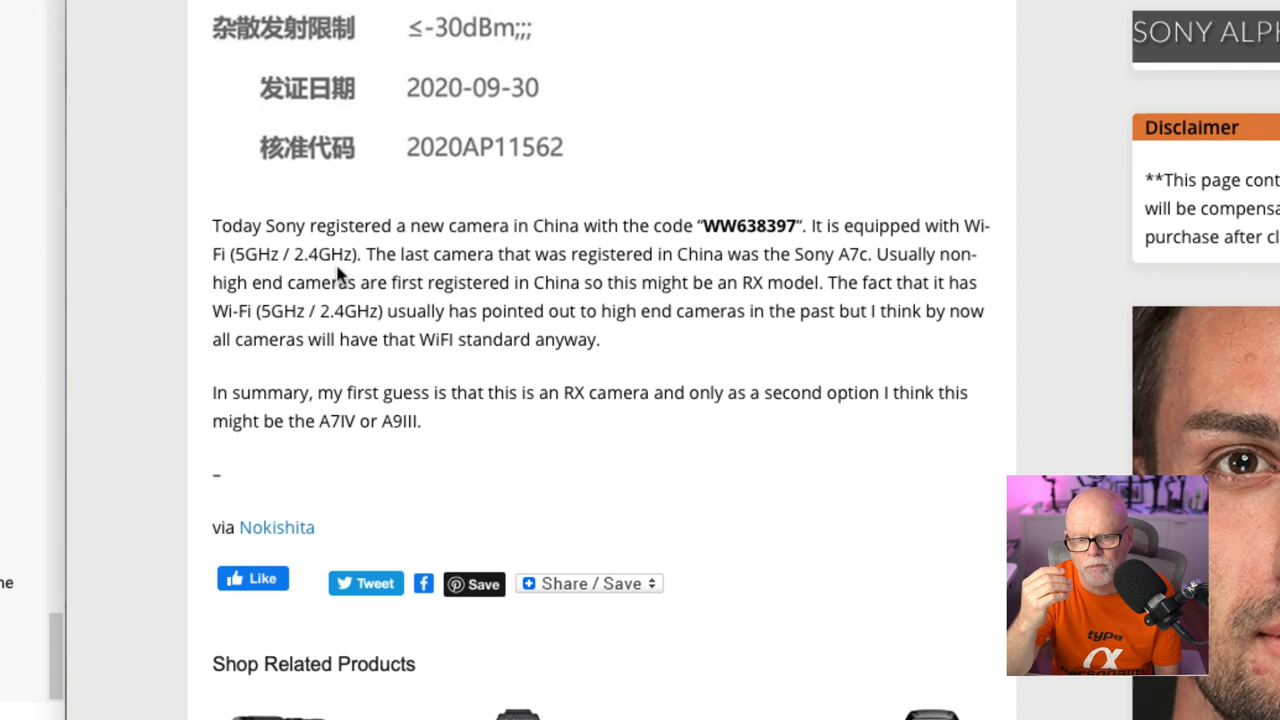 杂散发射限制 ≤-30dBm;;;
发证日期 2020-09-30
核准代码 2020AP11562
Today Sony registered a new camera in China with the code “WW638397“. It is equipped with Wi-
Fi (5GHz / 2.4GHz). The last camera that was registered in China was the Sony A7c. Usually non-
high end cameras are first registered in China so this might be an RX model. The fact that it has
Wi-Fi (5GHz / 2.4GHz) usually has pointed out to high end cameras in the past but I think by now
all cameras will have that WiFI standard anyway.
In summary, my first guess is that this is an RX camera and only as a second option I think this
might be the A7IV or A9III.
–
via Nokishita
Like Tweet Save Share / Save
Shop Related Products
SONY ALPH
Disclaimer
**This page cont
will be compensa
purchase after cl
ne
type
α
personality